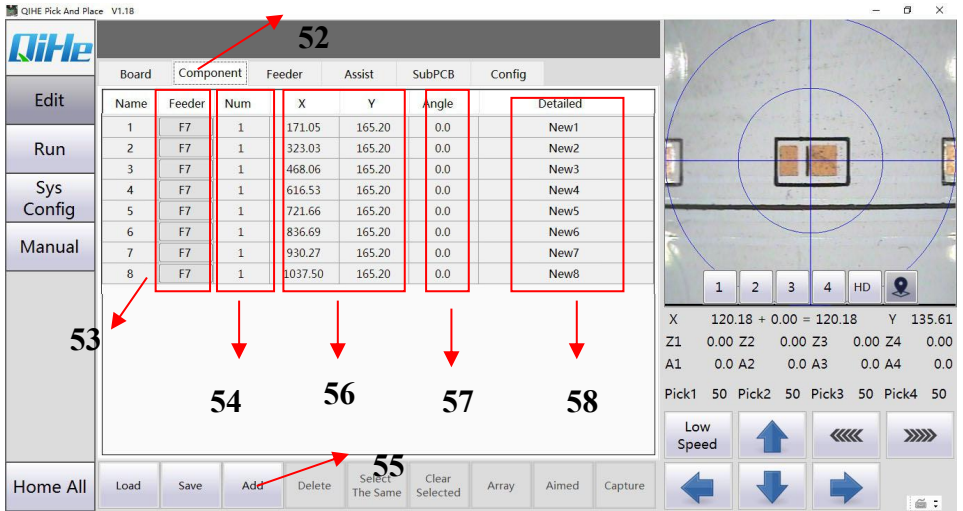 QIHE Pick And Place V1.18
QiHe
52
Board Component Feeder Assist SubPCB Config
Edit
Run
Sys
Config
Manual
Home All
Name Feeder Num X Y Angle Detailed
1 F7 1 171.05 165.20 0.0 New1
2 F7 1 323.03 165.20 0.0 New2
3 F7 1 468.06 165.20 0.0 New3
4 F7 1 616.53 165.20 0.0 New4
5 F7 1 721.66 165.20 0.0 New5
6 F7 1 836.69 165.20 0.0 New6
7 F7 1 930.27 165.20 0.0 New7
8 F7 1 1037.50 165.20 0.0 New8
53
54 56 57 58
55
Load Save Add Delete Select
The Same Clear
Selected Array Aimed Capture
1 2 3 4 HD
X 120.18 + 0.00 = 120.18 Y 135.61
Z1 0.00 Z2 0.00 Z3 0.00 Z4 0.00
A1 0.0 A2 0.0 A3 0.0 A4 0.0
Pick1 50 Pick2 50 Pick3 50 Pick4 50
Low
Speed